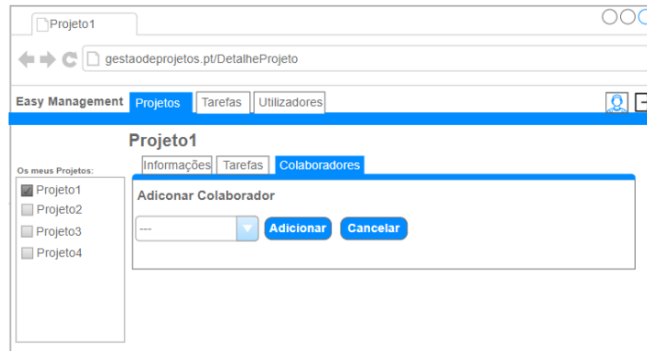 Projeto1
gestaodeprojetos.pt/DetalheProjeto
Easy Management Projetos Tarefas Utilizadores
Projeto1
Informações Tarefas Colaboradores
Os meus Projetos:
Projeto1
Projeto2
Projeto3
Projeto4
Adiconar Colaborador
--- Adicionar Cancelar